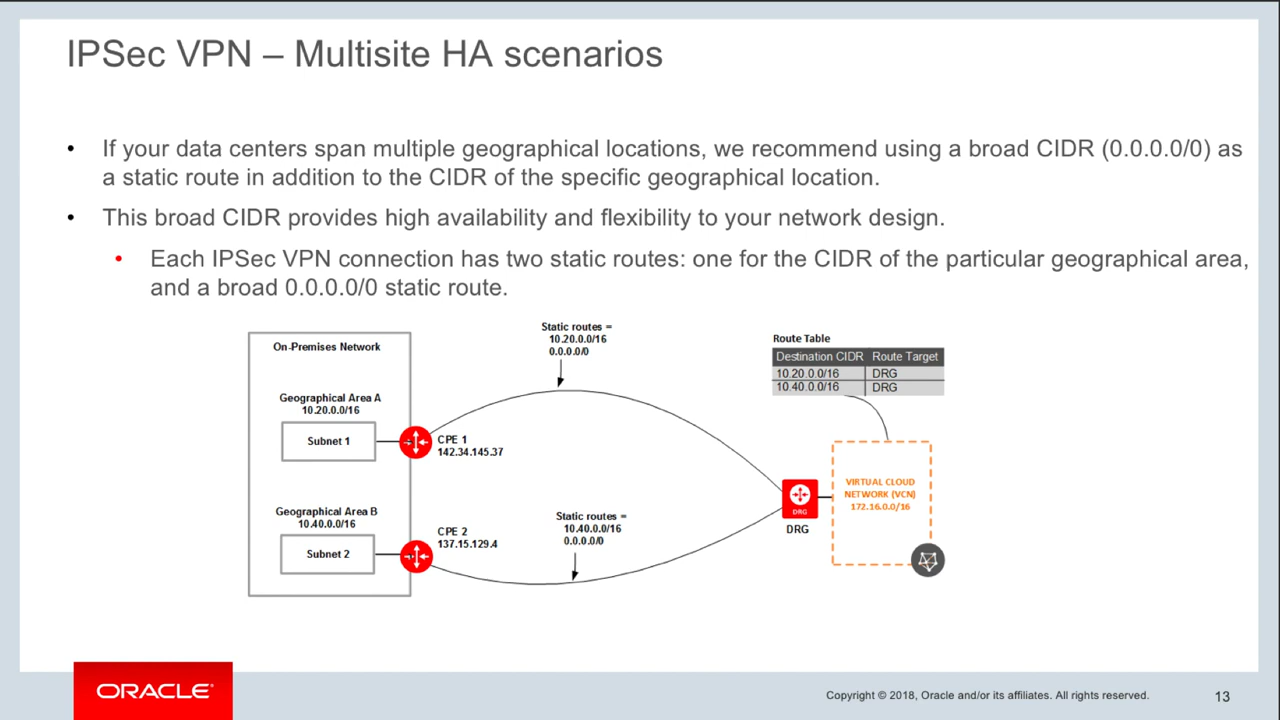 IPSec VPN – Multisite HA scenarios
• If your data centers span multiple geographical locations, we recommend using a broad CIDR (0.0.0.0/0) as
a static route in addition to the CIDR of the specific geographical location.
• This broad CIDR provides high availability and flexibility to your network design.
• Each IPSec VPN connection has two static routes: one for the CIDR of the particular geographical area,
and a broad 0.0.0.0/0 static route.
On-Premises Network
Geographical Area A
10.20.0.0/16
Subnet 1
CPE 1
142.34.145.37
Geographical Area B
10.40.0.0/16
Subnet 2
CPE 2
137.15.129.4
Static routes =
10.20.0.0/16
0.0.0.0/0
Static routes =
10.40.0.0/16
0.0.0.0/0
Route Table
Destination CIDR Route Target
10.20.0.0/16 DRG
10.40.0.0/16 DRG
DRG
DRG
VIRTUAL CLOUD
NETWORK (VCN)
172.16.0.0/16
ORACLE
Copyright © 2018, Oracle and/or its affiliates. All rights reserved.
13